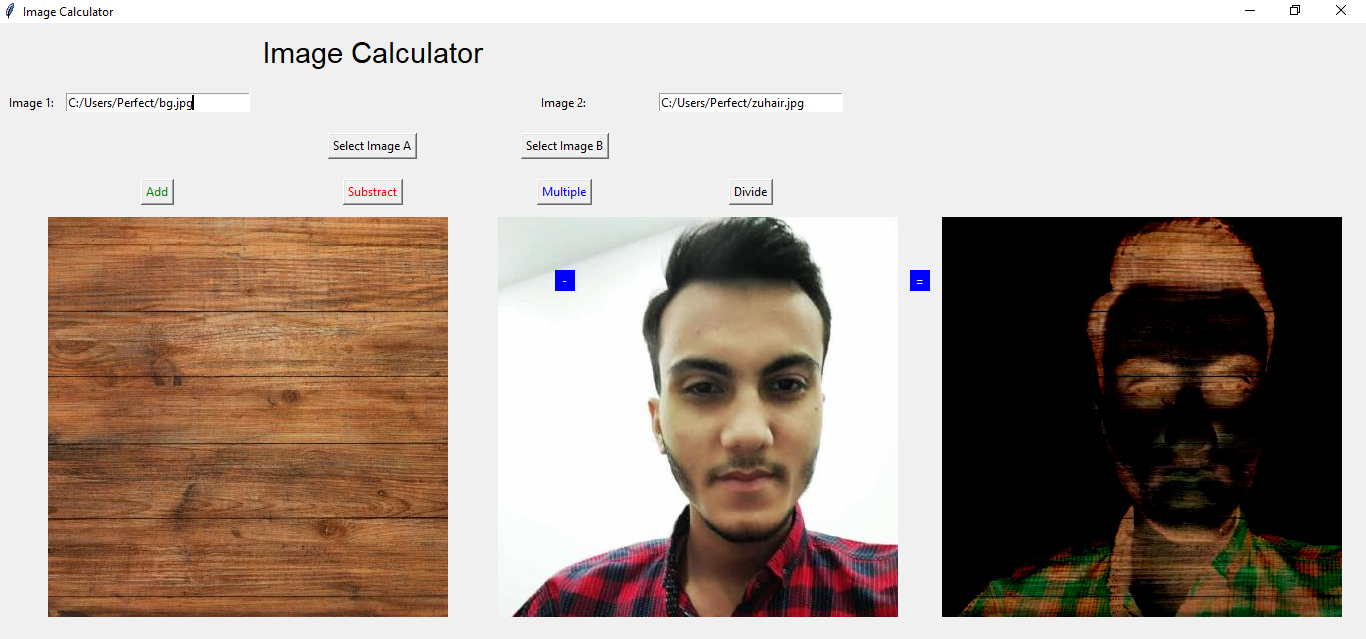 Image Calculator
Image Calculator
Image 1: C:/Users/Perfect/bg.jpg Image 2: C:/Users/Perfect/zuhair.jpg
Select Image A Select Image B
Add Substract Multiple Divide
- =